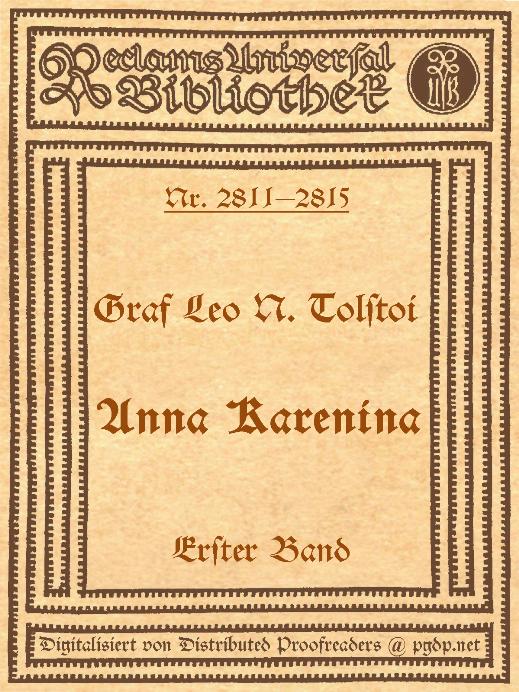 Reclams Universal
Bibliothek
UB
Nr. 2811—2815
Graf Leo N. Tolstoi
Anna Karenina
Erster Band
Digitalisiert von Distributed Proofreaders @ pgdp.net